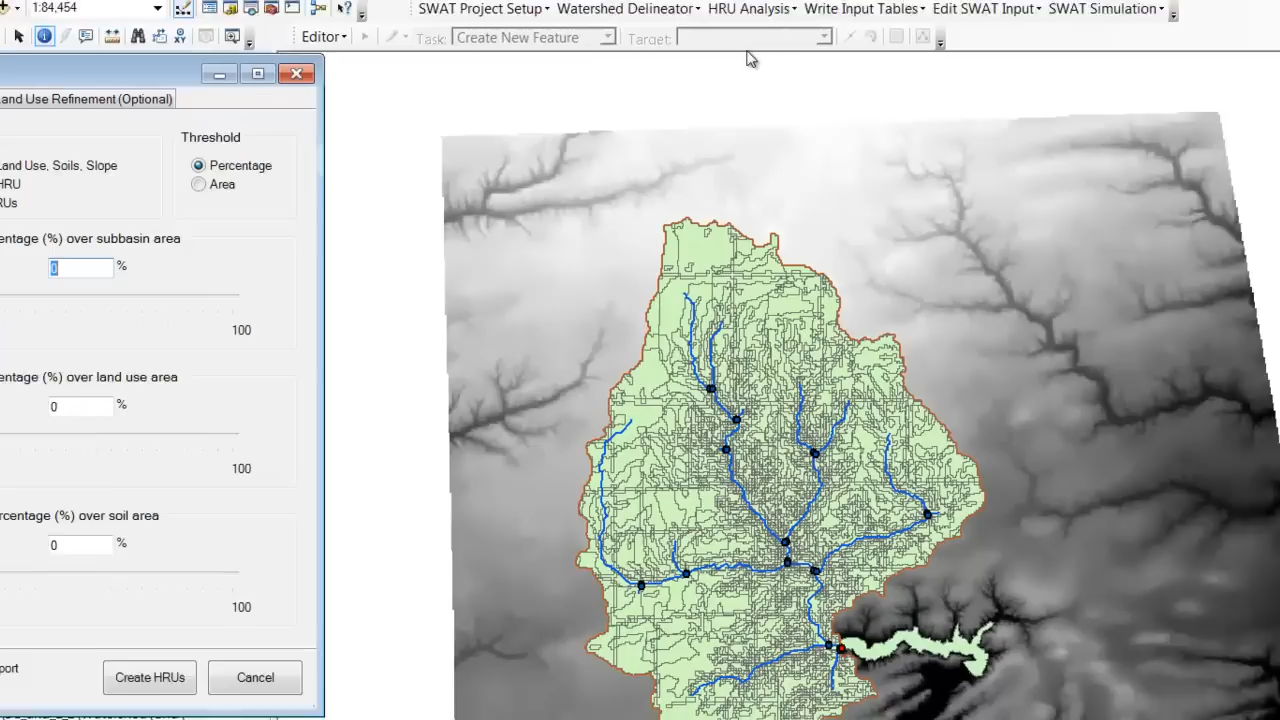 1:84,454
SWAT Project Setup
Watershed Delineator
HRU Analysis
Write Input Tables
Edit SWAT Input
SWAT Simulation
Editor
Task:
Create New Feature
Target:
and Use Refinement (Optional)
Threshold
Land Use, Soils, Slope
Percentage
HRU
Area
RUs
entage (%) over subbasin area
0 %
100
entage (%) over land use area
0 %
100
rcentage (%) over soil area
0 %
100
port
Create HRUs
Cancel